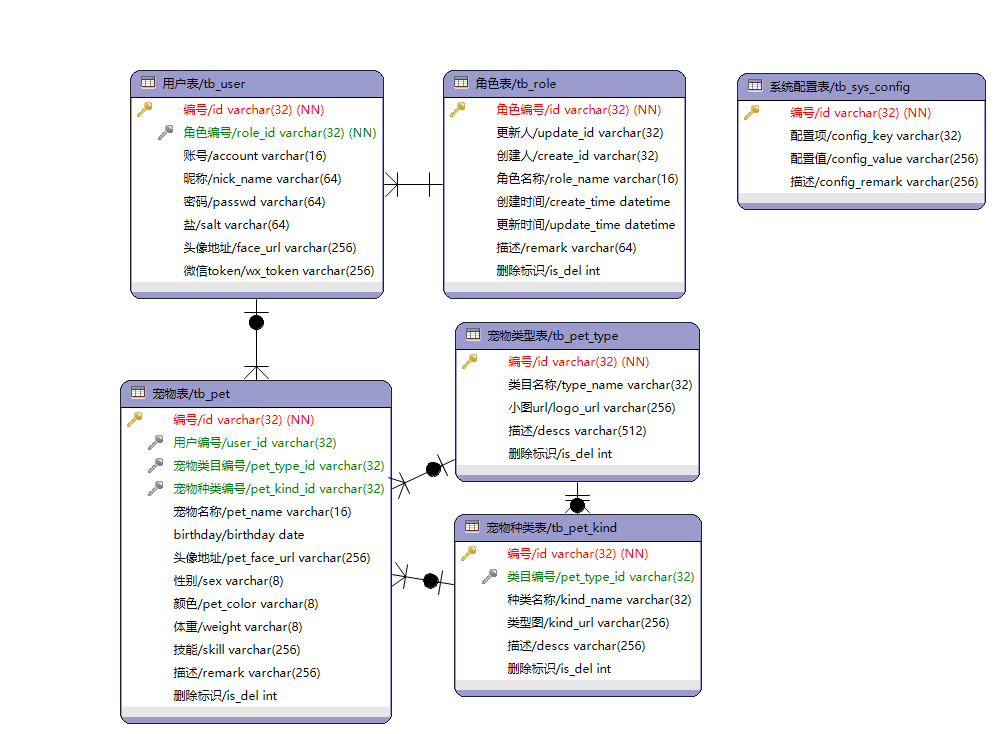 用户表/tb_user
编号/id varchar(32) (NN)
角色编号/role_id varchar(32) (NN)
账号/account varchar(16)
昵称/nick_name varchar(64)
密码/passwd varchar(64)
盐/salt varchar(64)
头像地址/face_url varchar(256)
微信token/wx_token varchar(256)
角色表/tb_role
角色编号/id varchar(32) (NN)
更新人/update_id varchar(32)
创建人/create_id varchar(32)
角色名称/role_name varchar(16)
创建时间/create_time datetime
更新时间/update_time datetime
描述/remark varchar(64)
删除标识/is_del int
系统配置表/tb_sys_config
编号/id varchar(32) (NN)
配置项/config_key varchar(32)
配置值/config_value varchar(256)
描述/config_remark varchar(256)
宠物类型表/tb_pet_type
编号/id varchar(32) (NN)
类目名称/type_name varchar(32)
小图url/logo_url varchar(256)
描述/descs varchar(512)
删除标识/is_del int
宠物表/tb_pet
编号/id varchar(32) (NN)
用户编号/user_id varchar(32)
宠物类目编号/pet_type_id varchar(32)
宠物种类编号/pet_kind_id varchar(32)
宠物名称/pet_name varchar(16)
birthday/birthday date
头像地址/pet_face_url varchar(256)
性别/sex varchar(8)
颜色/pet_color varchar(8)
体重/weight varchar(8)
技能/skill varchar(256)
描述/remark varchar(256)
删除标识/is_del int
宠物种类表/tb_pet_kind
编号/id varchar(32) (NN)
类目编号/pet_type_id varchar(32)
种类名称/kind_name varchar(32)
类型图/kind_url varchar(256)
描述/descs varchar(256)
删除标识/is_del int